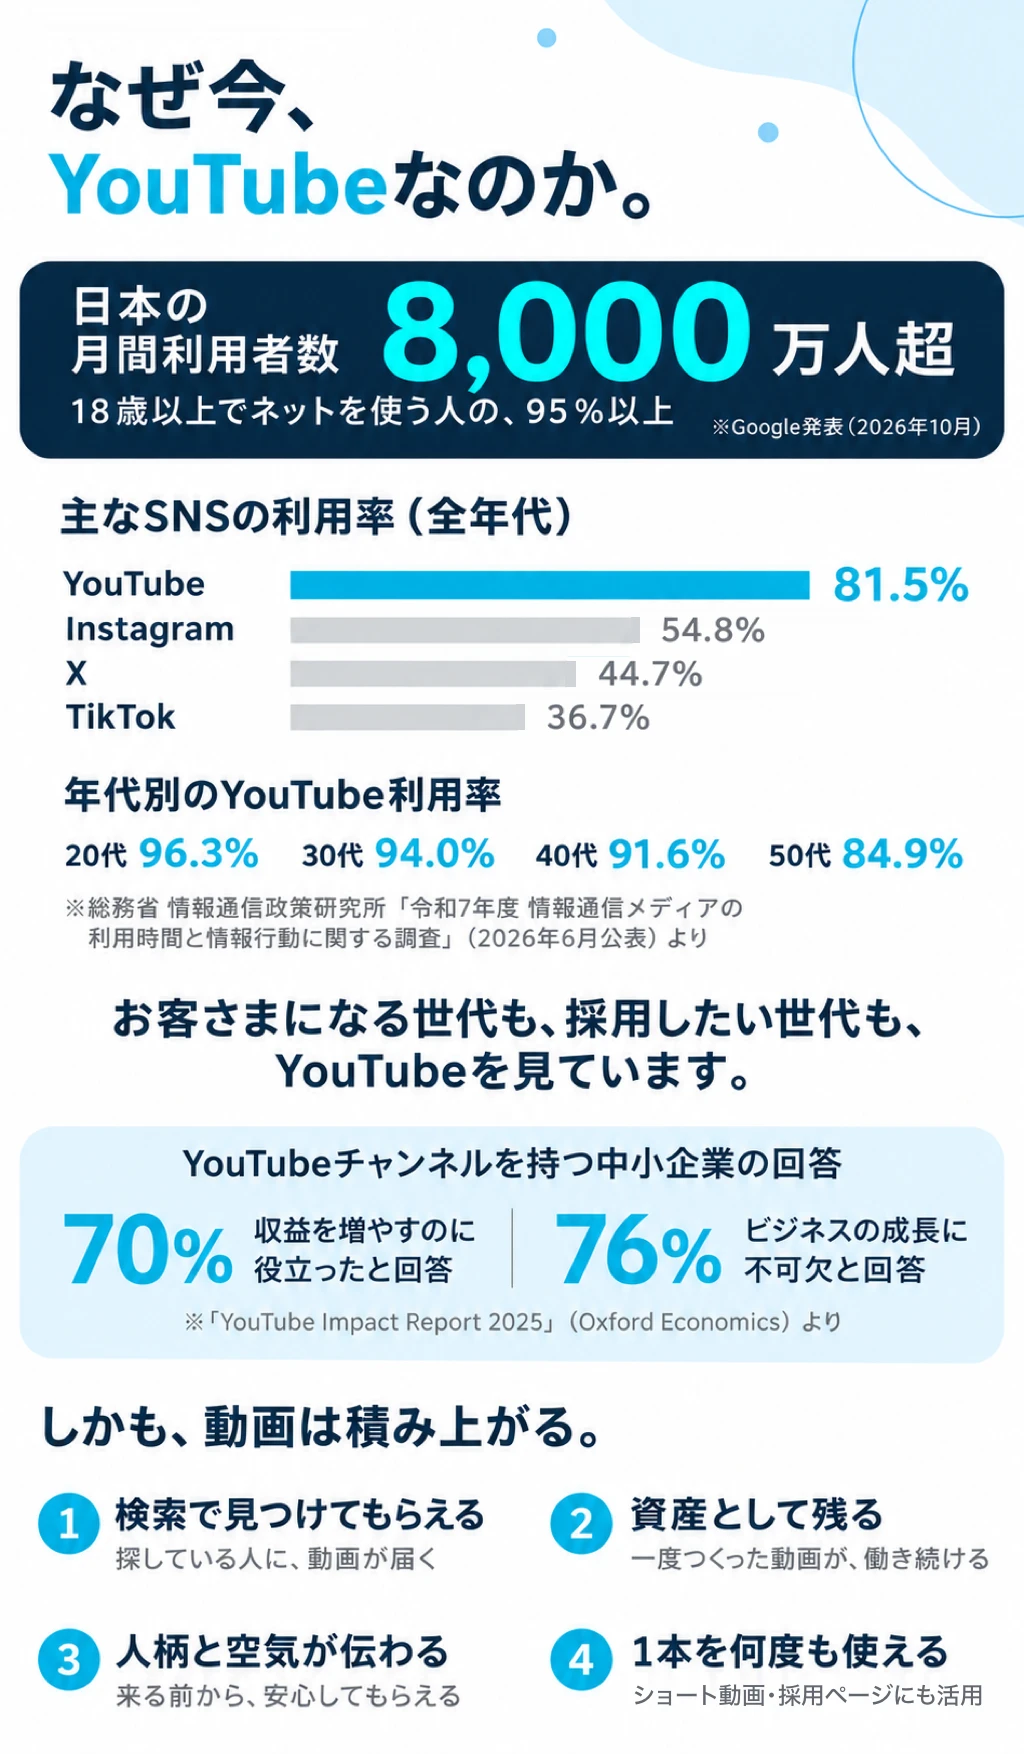 なぜ今、
YouTubeなのか。
日本の
月間利用者数
8,000万人超
18歳以上でネットを使う人の、95%以上
※Google発表(2026年10月)
主なSNSの利用率(全年代)
YouTube 81.5%
Instagram 54.8%
X 44.7%
TikTok 36.7%
年代別のYouTube利用率
20代 96.3% 30代 94.0% 40代 91.6% 50代 84.9%
※総務省 情報通信政策研究所「令和7年度 情報通信メディアの
利用時間と情報行動に関する調査」(2026年6月公表)より
お客さまになる世代も、採用したい世代も、
YouTubeを見ています。
YouTubeチャンネルを持つ中小企業の回答
70% 収益を増やすのに
役立ったと回答
76% ビジネスの成長に
不可欠と回答
※「YouTube Impact Report 2025」(Oxford Economics)より
しかも、動画は積み上がる。
1 検索で見つけてもらえる
探している人に、動画が届く
2 資産として残る
一度つくった動画が、働き続ける
3 人柄と空気が伝わる
来る前から、安心してもらえる
4 1本を何度も使える
ショート動画・採用ページにも活用